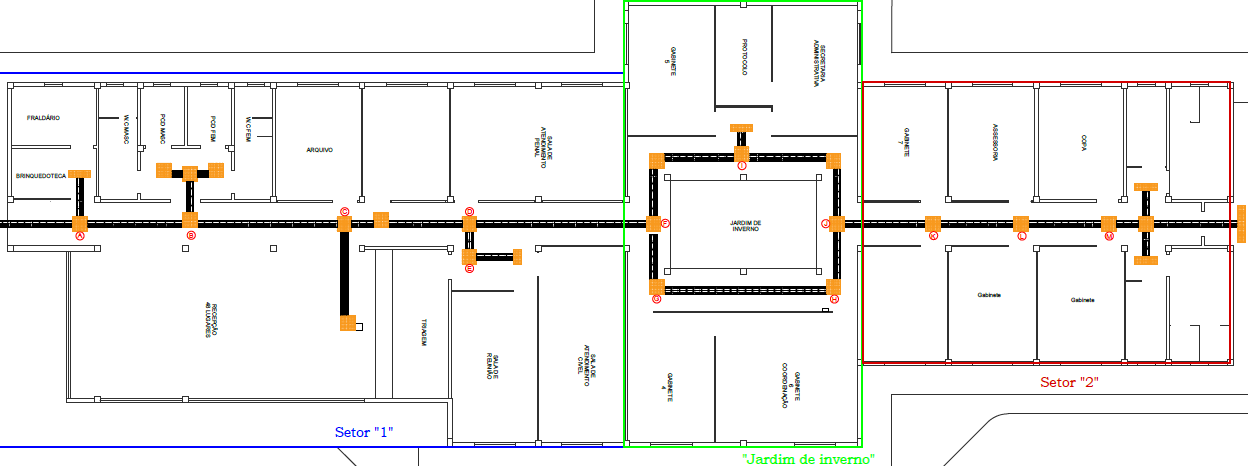 GABINETE
5
PROTOCOLO
SECRETARIA
ADMINISTRATIVA
FRALDÁRIO
W.C MASC
PCD MASC
PCD FEM
W.C FEM
ARQUIVO
SALA DE
ATENDIMENTO
PENAL
GABINETE
7
ASSESSORIA
COPA
BRINQUEDOTECA
I
A
B
C
D
E
F
JARDIM DE
INVERNO
J
K
L
M
G
H
RECEPÇÃO
48 LUGARES
TRIAGEM
SALA DE
REUNIÃO
SALA DE
ATENDIMENTO
CIVEL
GABINETE
4
GABINETE
6
COORDENAÇÃO
Gabinete
Gabinete
Setor "2"
Setor "1"
"Jardim de inverno"